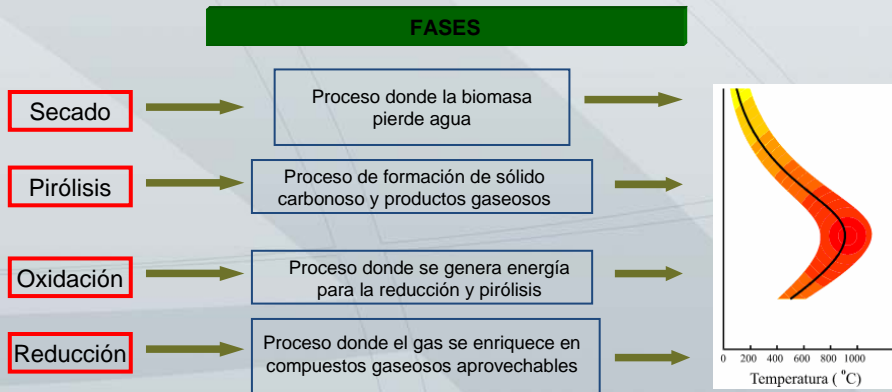 FASES
Secado
Proceso donde la biomasa
pierde agua
Pirólisis
Proceso de formación de sólido
carbonoso y productos gaseosos
Oxidación
Proceso donde se genera energía
para la reducción y pirólisis
Reducción
Proceso donde el gas se enriquece en
compuestos gaseosos aprovechables
0 200 400 600 800 1000
Temperatura ( °C)